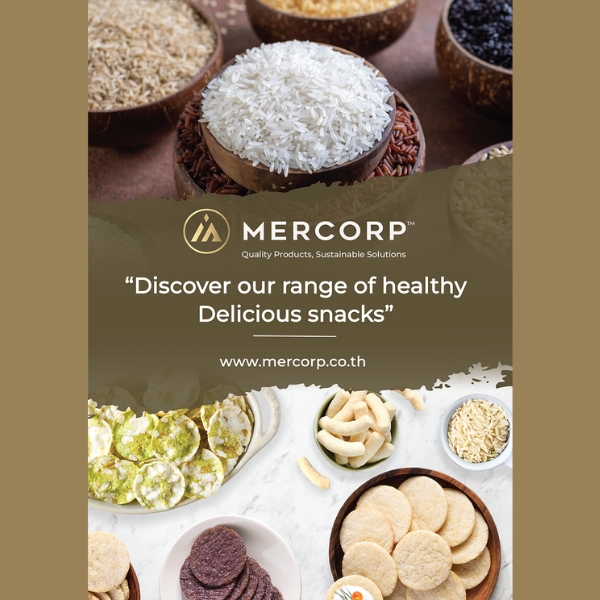 MERCORP™
Quality Products, Sustainable Solutions
“Discover our range of healthy
Delicious snacks”
www.mercorp.co.th